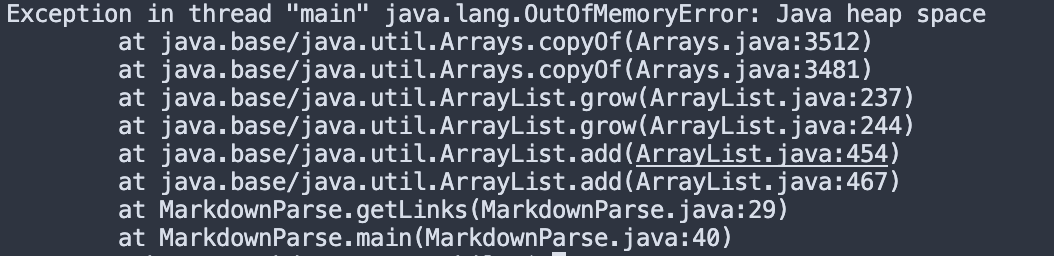 Exception in thread "main" java.lang.OutOfMemoryError: Java heap space
at java.base/java.util.Arrays.copyOf(Arrays.java:3512)
at java.base/java.util.Arrays.copyOf(Arrays.java:3481)
at java.base/java.util.ArrayList.grow(ArrayList.java:237)
at java.base/java.util.ArrayList.grow(ArrayList.java:244)
at java.base/java.util.ArrayList.add(ArrayList.java:454)
at java.base/java.util.ArrayList.add(ArrayList.java:467)
at MarkdownParse.getLinks(MarkdownParse.java:29)
at MarkdownParse.main(MarkdownParse.java:40)